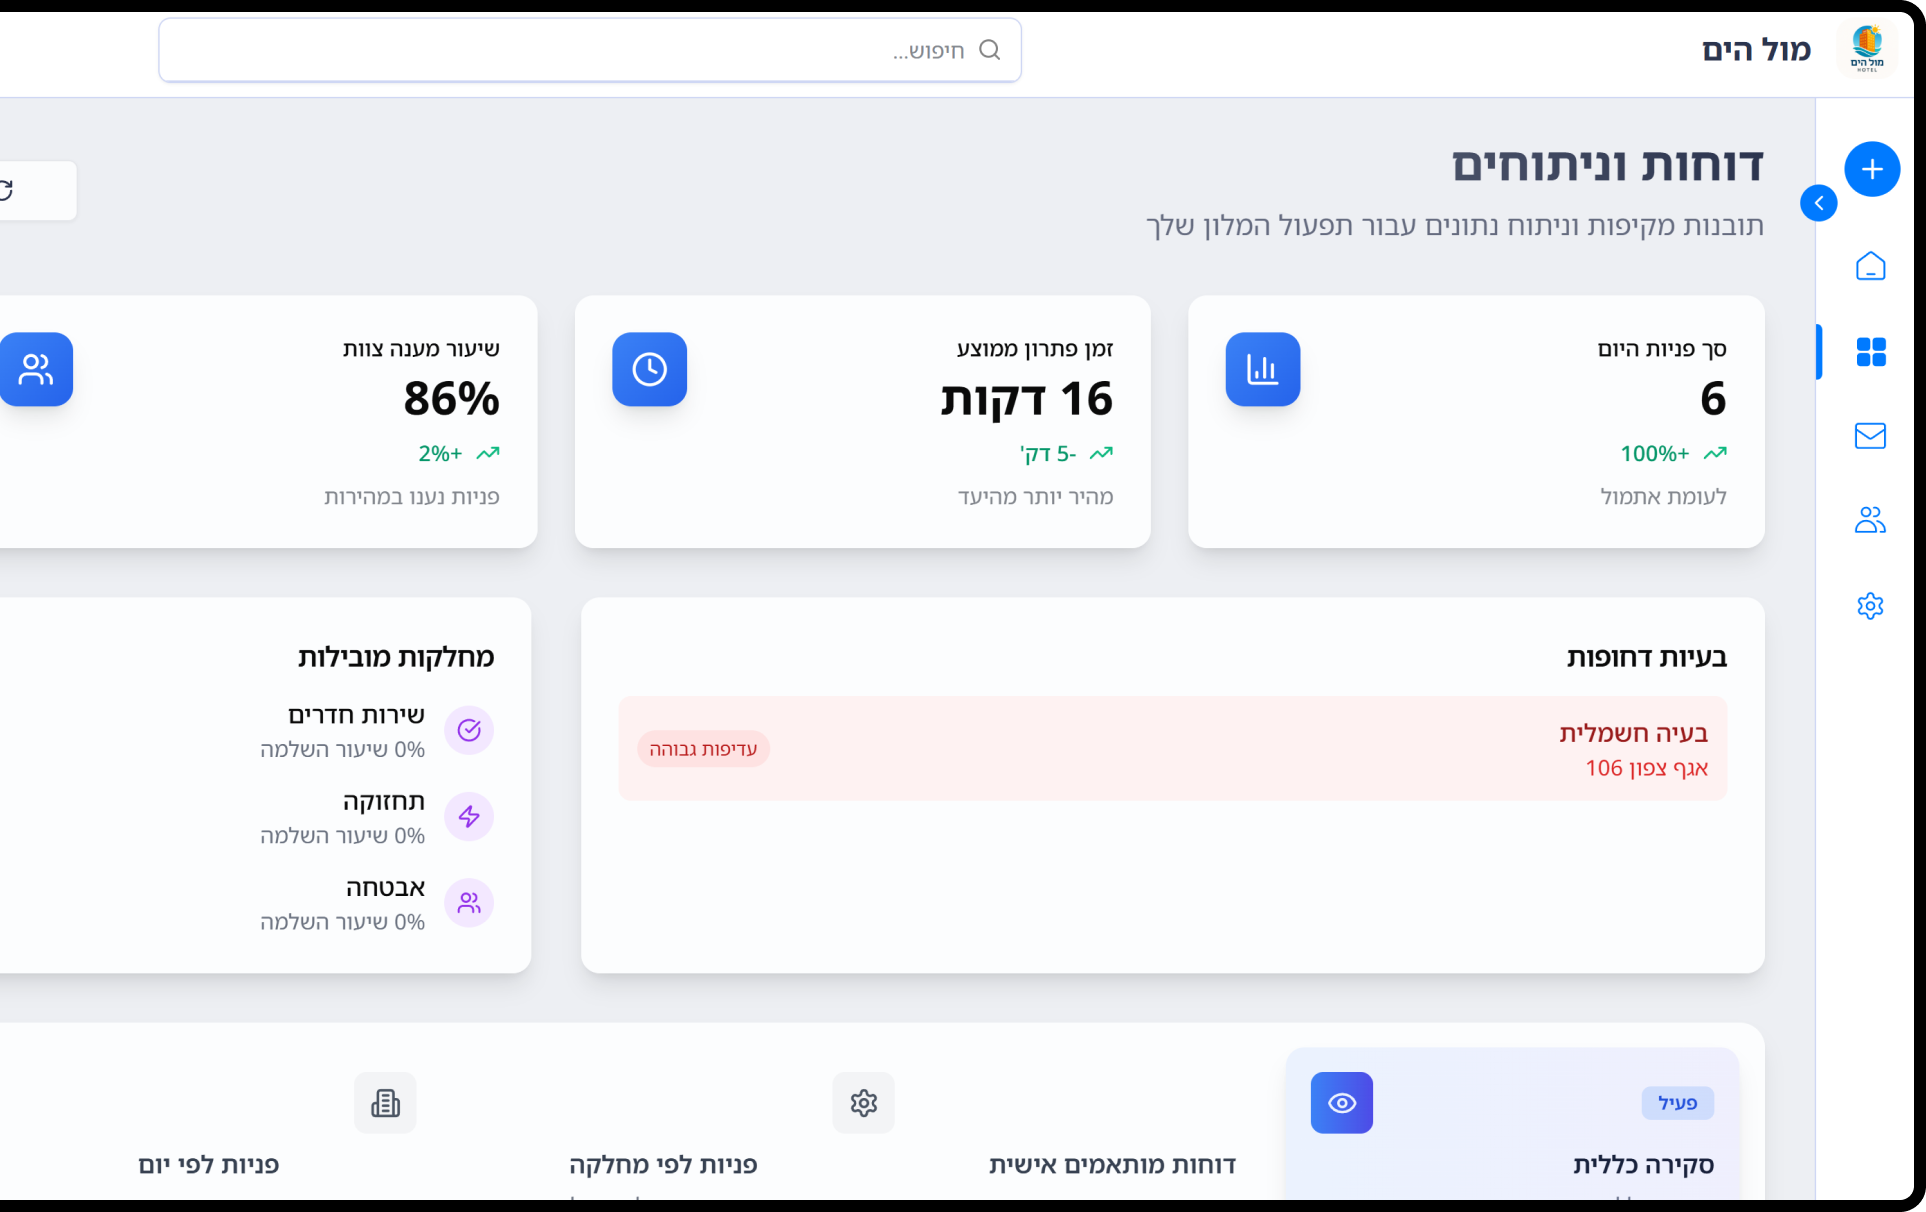 מול הים
HOTEL
מול הים
חיפוש...
דוחות וניתוחים
תובנות מקיפות וניתוח נתונים עבור תפעול המלון שלך
סך פניות היום
6
+100%
לעומת אתמול
זמן פתרון ממוצע
16 דקות
-5 דק'
מהיר יותר מהיעד
שיעור מענה צוות
86%
+2%
פניות נענו במהירות
בעיות דחופות
בעיה חשמלית
אגף צפון 106
עדיפות גבוהה
מחלקות מובילות
שירות חדרים
0% שיעור השלמה
תחזוקה
0% שיעור השלמה
אבטחה
0% שיעור השלמה
פעיל
סקירה כללית
דוחות מותאמים אישית
פניות לפי מחלקה
פניות לפי יום